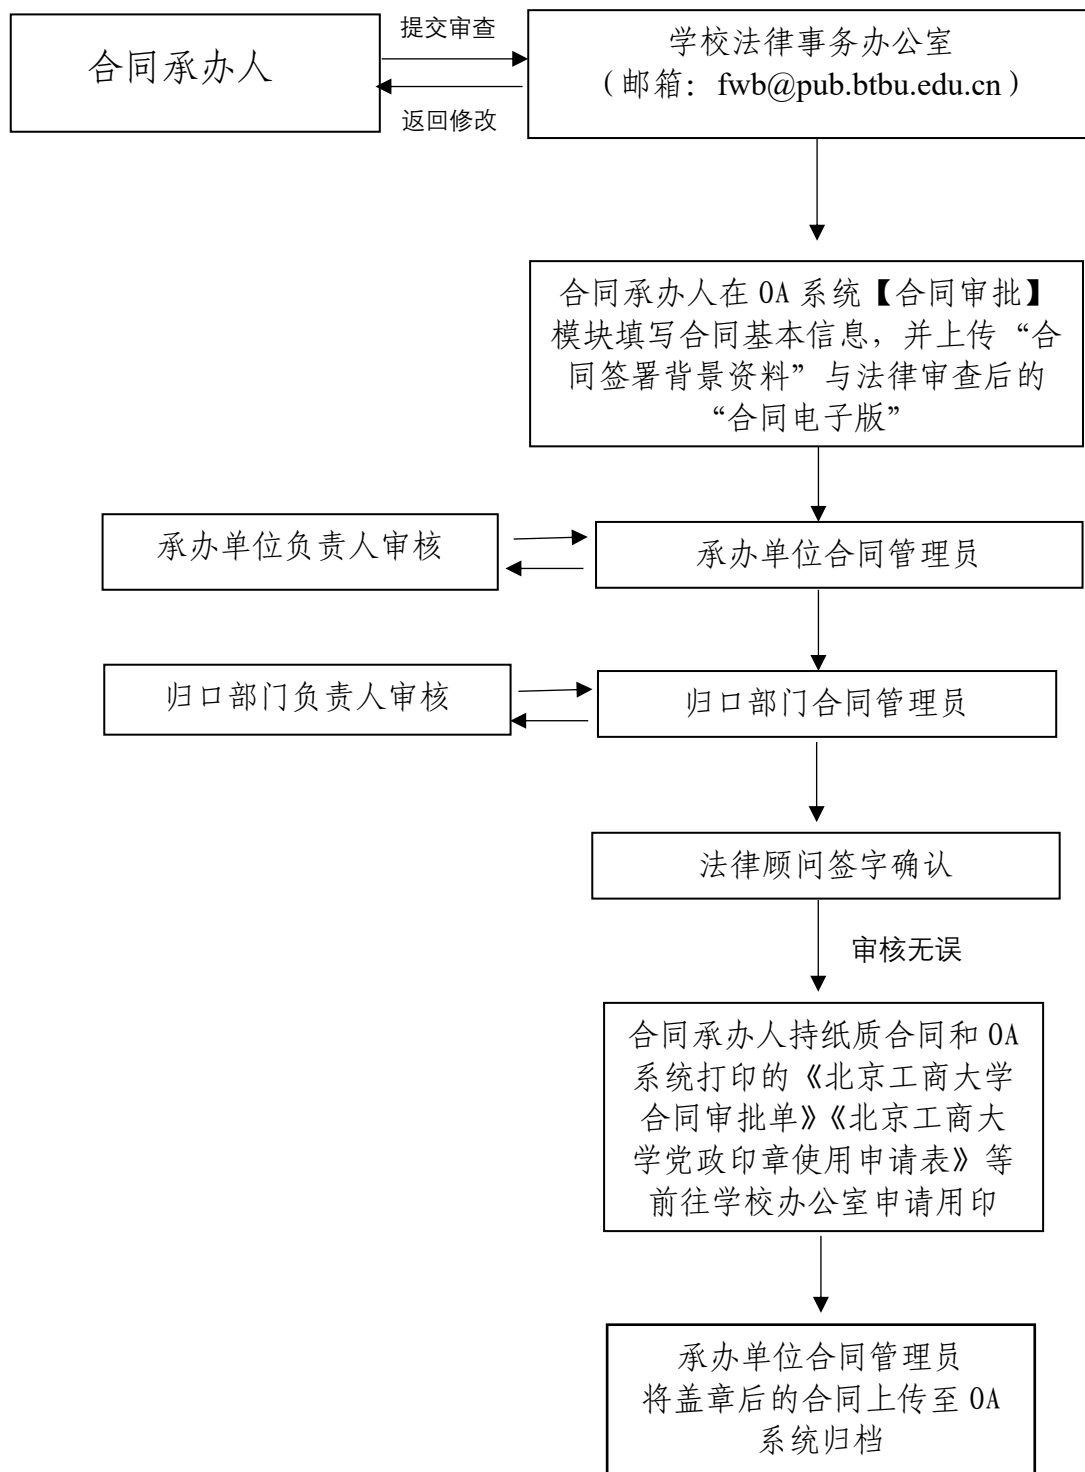 合同承办人
提交审查
返回修改
学校法律事务办公室
（邮箱：fwb@pub.btbu.edu.cn）
合同承办人在 OA 系统【合同审批】
模块填写合同基本信息，并上传“合
同签署背景资料”与法律审查后的
“合同电子版”
承办单位负责人审核
承办单位合同管理员
归口部门负责人审核
归口部门合同管理员
法律顾问签字确认
审核无误
合同承办人持纸质合同和 OA
系统打印的《北京工商大学
合同审批单》《北京工商大
学党政印章使用申请表》等
前往学校办公室申请用印
承办单位合同管理员
将盖章后的合同上传至 OA
系统归档